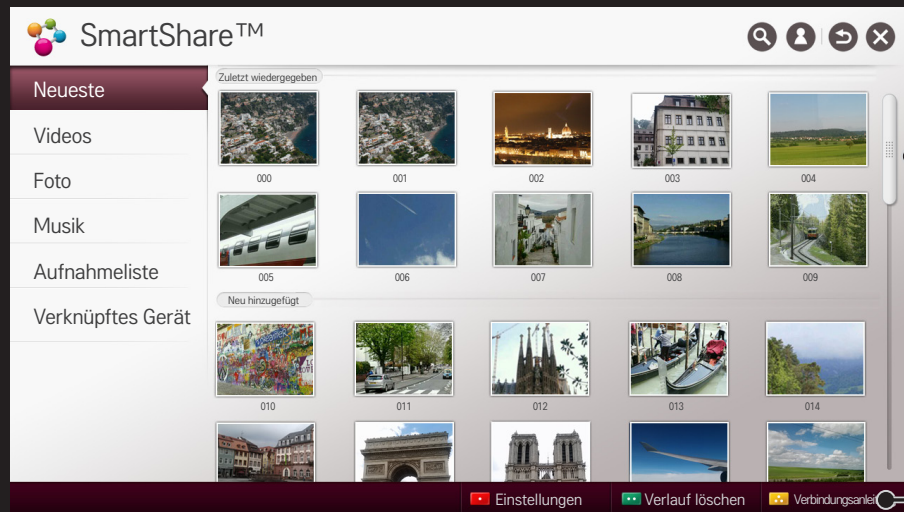 SmartShare™
Neueste
Videos
Foto
Musik
Aufnahmeliste
Verknüpftes Gerät
Zuletzt wiedergegeben
000 001 002 003 004
005 006 007 008 009
Neu hinzugefügt
010 011 012 013 014
Einstellungen Verlauf löschen